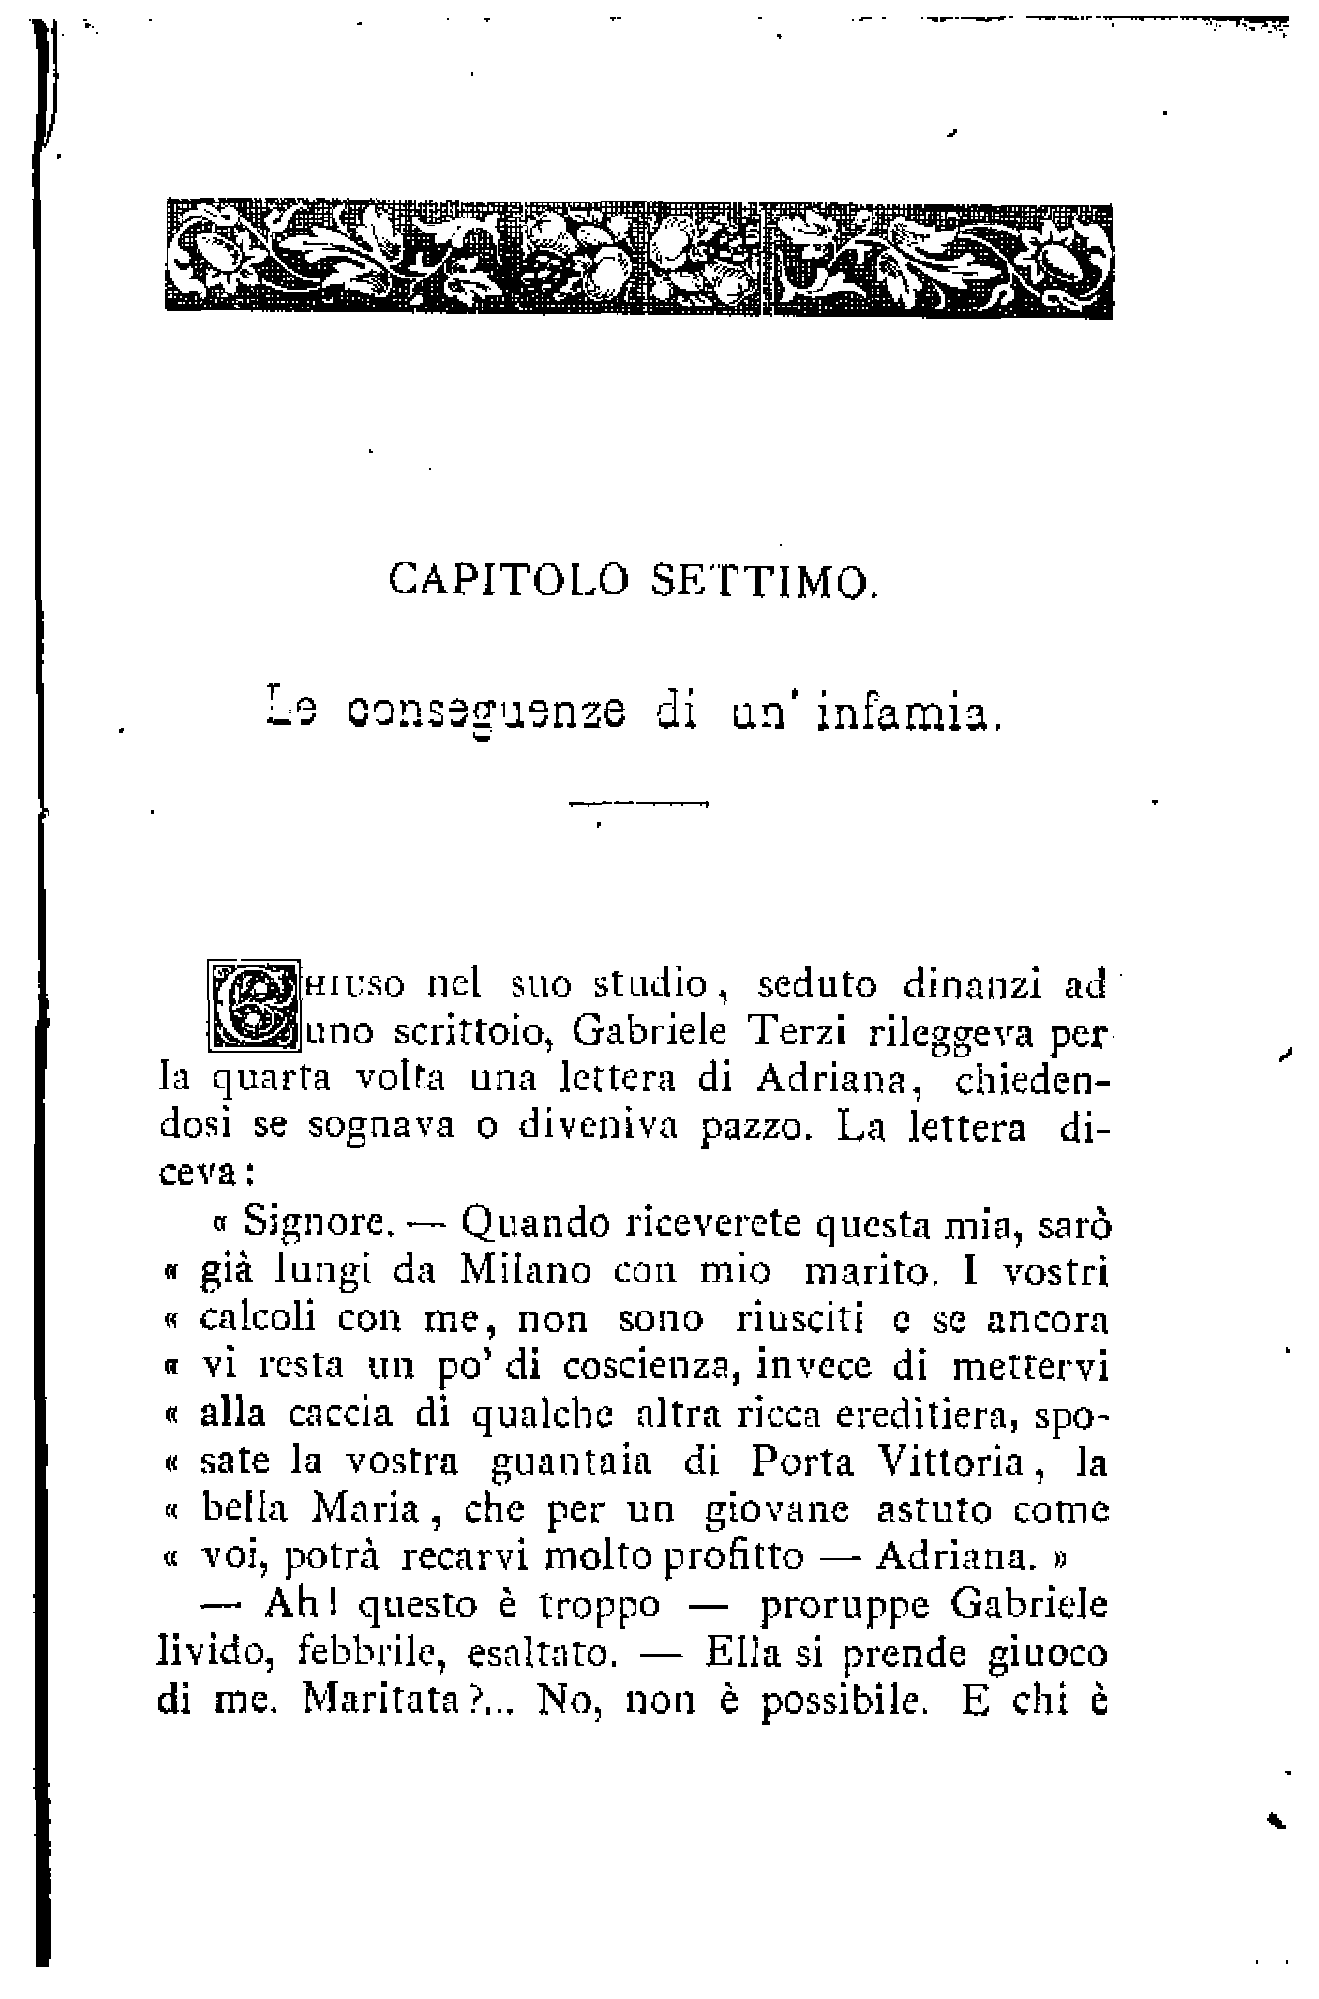 CAPITOLO SETTIMO.
Le conseguenze di un' infamia.
CHIUSO nel suo studio, seduto dinanzi ad
uno scrittoio, Gabriele Terzi rileggeva per
la quarta volta una lettera di Adriana, chieden-
dosi se sognava o diveniva pazzo. La lettera di-
ceva:
« Signore. — Quando riceverete questa mia, sarò
« già lungi da Milano con mio marito. I vostri
« calcoli con me, non sono riusciti e se ancora
« vi resta un po' di coscienza, invece di mettervi
« alla caccia di qualche altra ricca ereditiera, spo-
« sate la vostra guantaia di Porta Vittoria, la
« bella Maria, che per un giovane astuto come
« voi, potrà recarvi molto profitto — Adriana. »
— Ah! questo è troppo — proruppe Gabriele
livido, febbrile, esaltato. — Ella si prende giuoco
di me. Maritata?... No, non è possibile. E chi è